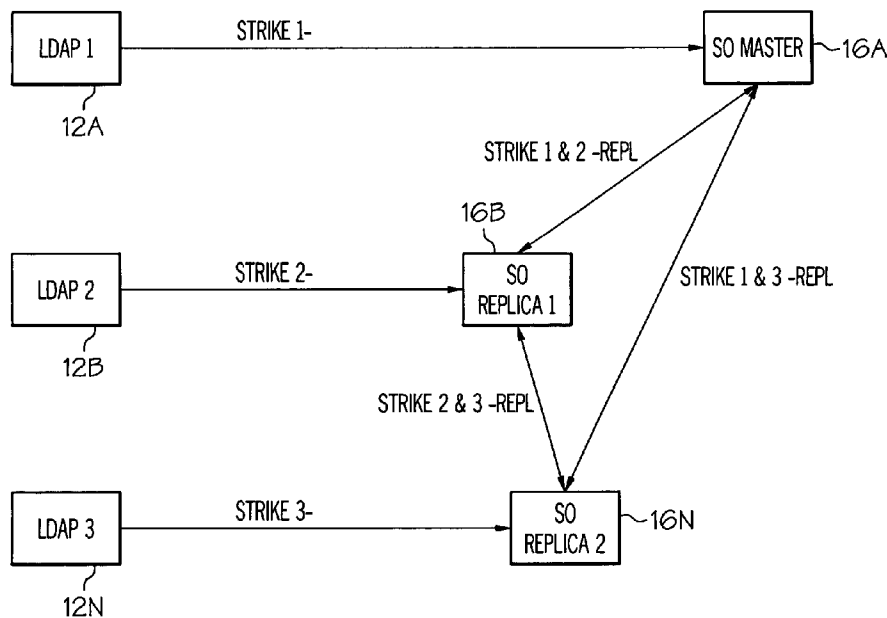 LDAP 1
12A
STRIKE 1-
SO MASTER
16A
STRIKE 1 & 2 -REPL
16B
LDAP 2
12B
STRIKE 2-
SO
REPLICA 1
STRIKE 1 & 3 -REPL
STRIKE 2 & 3 -REPL
LDAP 3
12N
STRIKE 3-
SO
REPLICA 2
16N